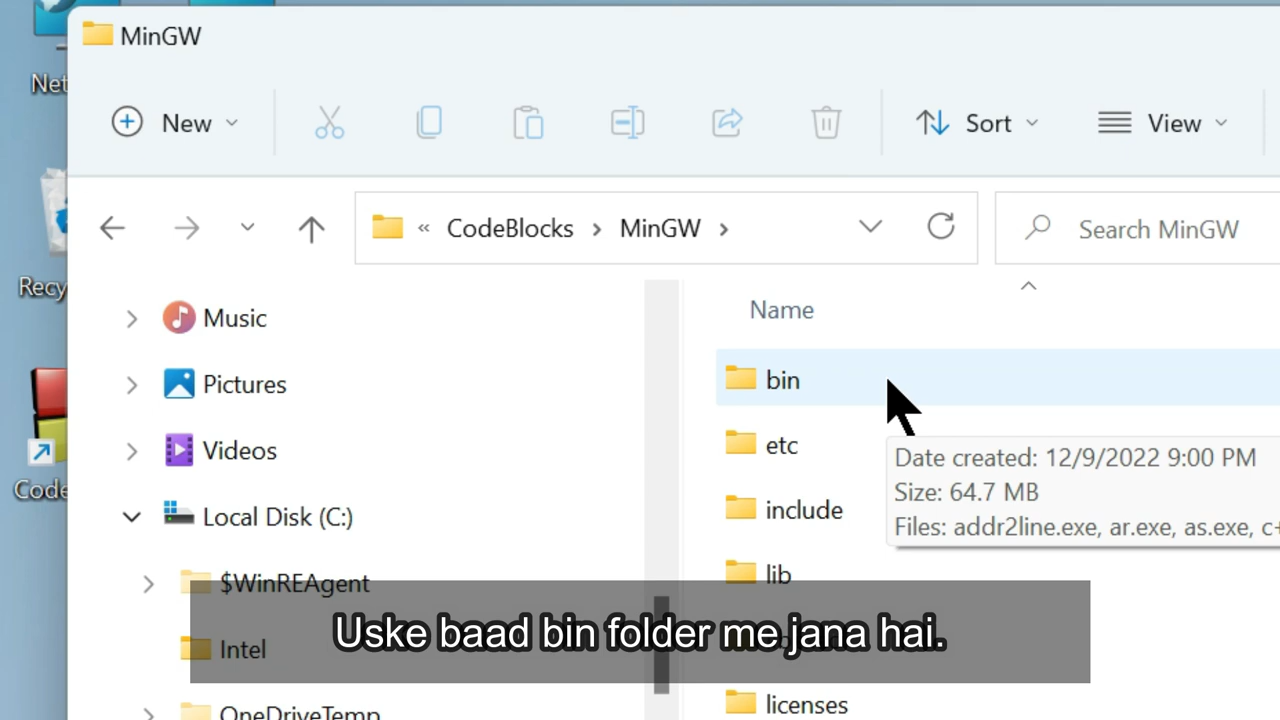 MinGW
Net
New
Sort
View
« CodeBlocks > MinGW >
Search MinGW
Recy
Music
Name
Pictures
bin
Videos
etc
Date created: 12/9/2022 9:00 PM
Size: 64.7 MB
Files: addr2line.exe, ar.exe, as.exe, c+
Code
Local Disk (C:)
include
$WinREAgent
lib
Uske baad bin folder me jana hai.
Intel
OneDriveTemp
licenses